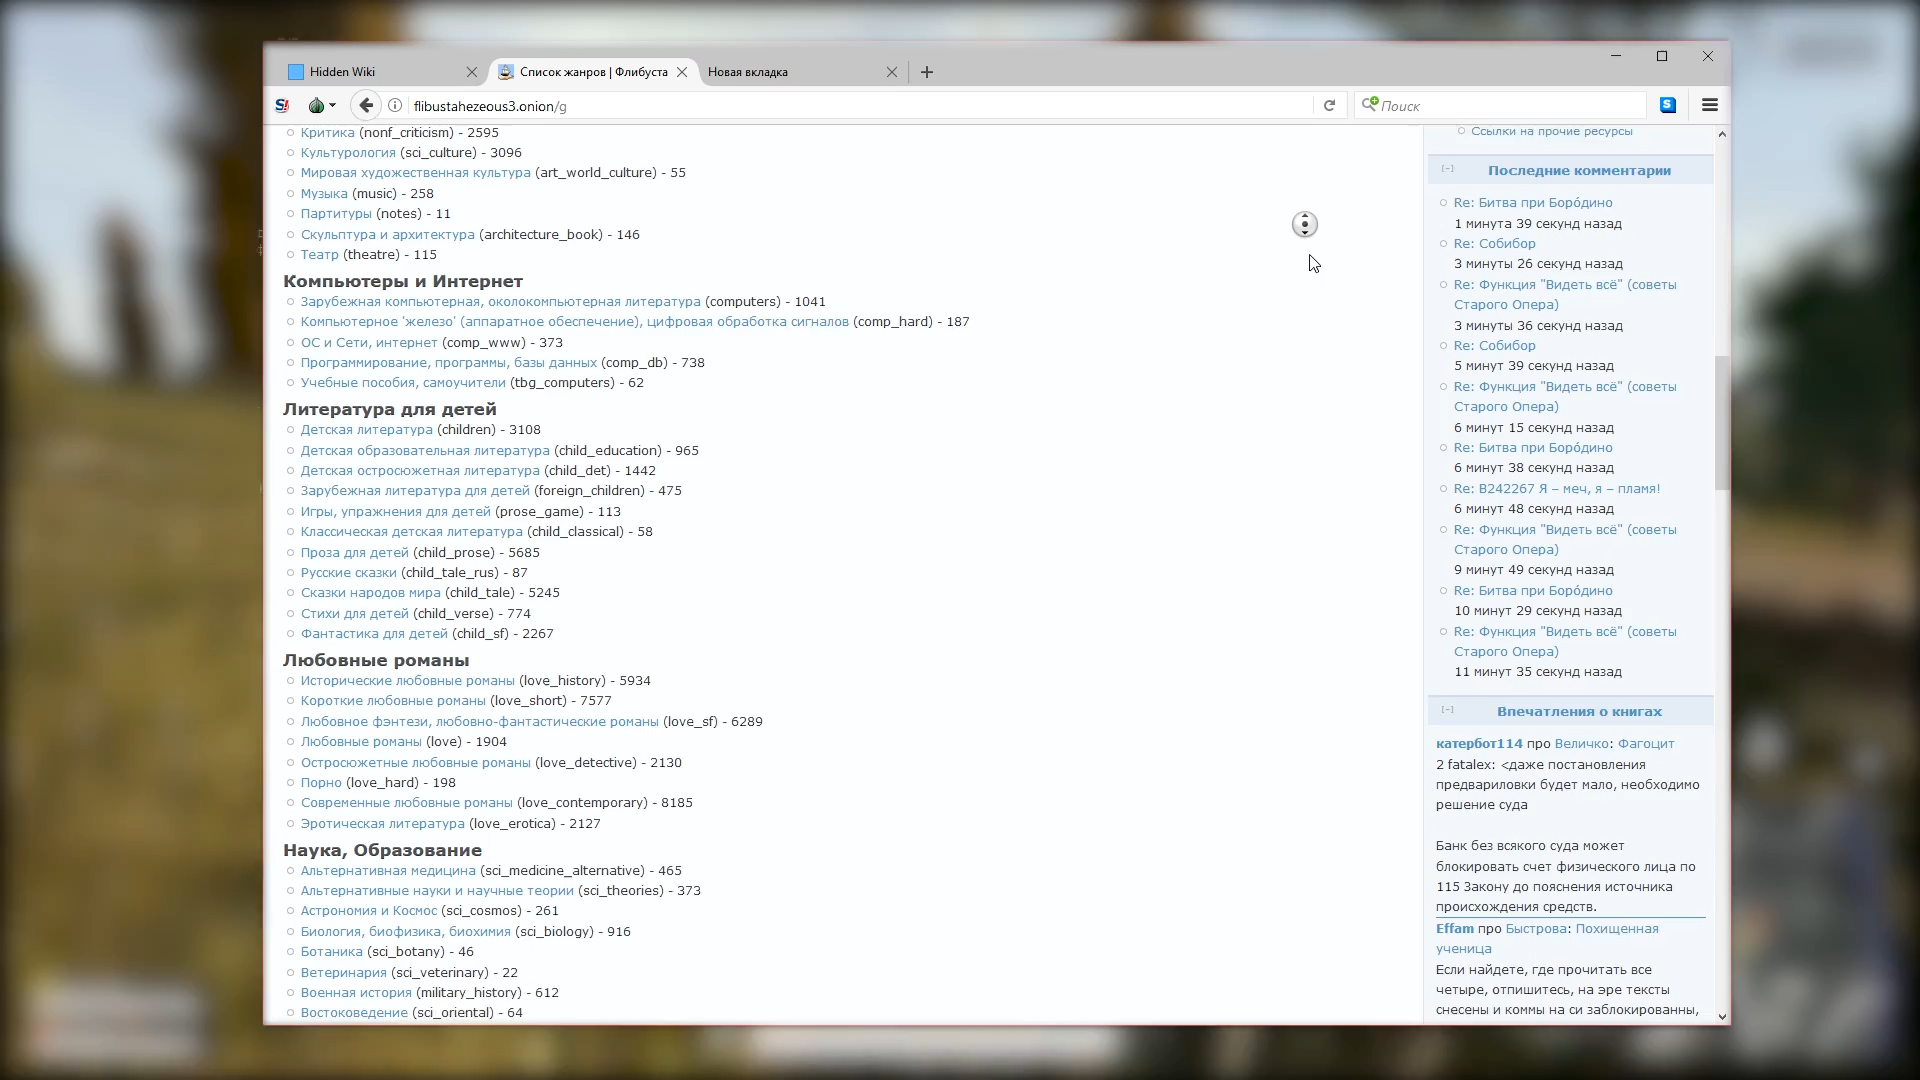 Hidden Wiki
Список жанров | Флибуста
Новая вкладка
flibustahezeous3.onion/g
Поиск
Критика (nonf_criticism) - 2595
Культурология (sci_culture) - 3096
Мировая художественная культура (art_world_culture) - 55
Музыка (music) - 258
Партитуры (notes) - 11
Скульптура и архитектура (architecture_book) - 146
Театр (theatre) - 115
Компьютеры и Интернет
Зарубежная компьютерная, околокомпьютерная литература (computers) - 1041
Компьютерное 'железо' (аппаратное обеспечение), цифровая обработка сигналов (comp_hard) - 187
ОС и Сети, интернет (comp_www) - 373
Программирование, программы, базы данных (comp_db) - 738
Учебные пособия, самоучители (tbg_computers) - 62
Литература для детей
Детская литература (children) - 3108
Детская образовательная литература (child_education) - 965
Детская остросюжетная литература (child_det) - 1442
Зарубежная литература для детей (foreign_children) - 475
Игры, упражнения для детей (prose_game) - 113
Классическая детская литература (child_classical) - 58
Проза для детей (child_prose) - 5685
Русские сказки (child_tale_rus) - 87
Сказки народов мира (child_tale) - 5245
Стихи для детей (child_verse) - 774
Фантастика для детей (child_sf) - 2267
Любовные романы
Исторические любовные романы (love_history) - 5934
Короткие любовные романы (love_short) - 7577
Любовное фэнтези, любовно-фантастические романы (love_sf) - 6289
Любовные романы (love) - 1904
Остросюжетные любовные романы (love_detective) - 2130
Порно (love_hard) - 198
Современные любовные романы (love_contemporary) - 8185
Эротическая литература (love_erotica) - 2127
Наука, Образование
Альтернативная медицина (sci_medicine_alternative) - 465
Альтернативные науки и научные теории (sci_theories) - 373
Астрономия и Космос (sci_cosmos) - 261
Биология, биофизика, биохимия (sci_biology) - 916
Ботаника (sci_botany) - 46
Ветеринария (sci_veterinary) - 22
Военная история (military_history) - 612
Востоковедение (sci_oriental) - 64
Ссылки на прочие ресурсы
[-] Последние комментарии
Re: Битва при Боро́дино
1 минута 39 секунд назад
Re: Собибор
3 минуты 26 секунд назад
Re: Функция "Видеть всё" (советы
Старого Опера)
3 минуты 36 секунд назад
Re: Собибор
5 минут 39 секунд назад
Re: Функция "Видеть всё" (советы
Старого Опера)
6 минут 15 секунд назад
Re: Битва при Боро́дино
6 минут 38 секунд назад
Re: B242267 Я – меч, я – пламя!
6 минут 48 секунд назад
Re: Функция "Видеть всё" (советы
Старого Опера)
9 минут 49 секунд назад
Re: Битва при Боро́дино
10 минут 29 секунд назад
Re: Функция "Видеть всё" (советы
Старого Опера)
11 минут 35 секунд назад
[-] Впечатления о книгах
катербот114 про Величко: Фагоцит
2 fatalex: <даже постановления
предвариловки будет мало, необходимо
решение суда
Банк без всякого суда может
блокировать счет физического лица по
115 Закону до пояснения источника
происхождения средств.
Effam про Быстрова: Похищенная
ученица
Если найдете, где прочитать все
четыре, отпишитесь, на эре тексты
снесены и коммы на си заблокированны,